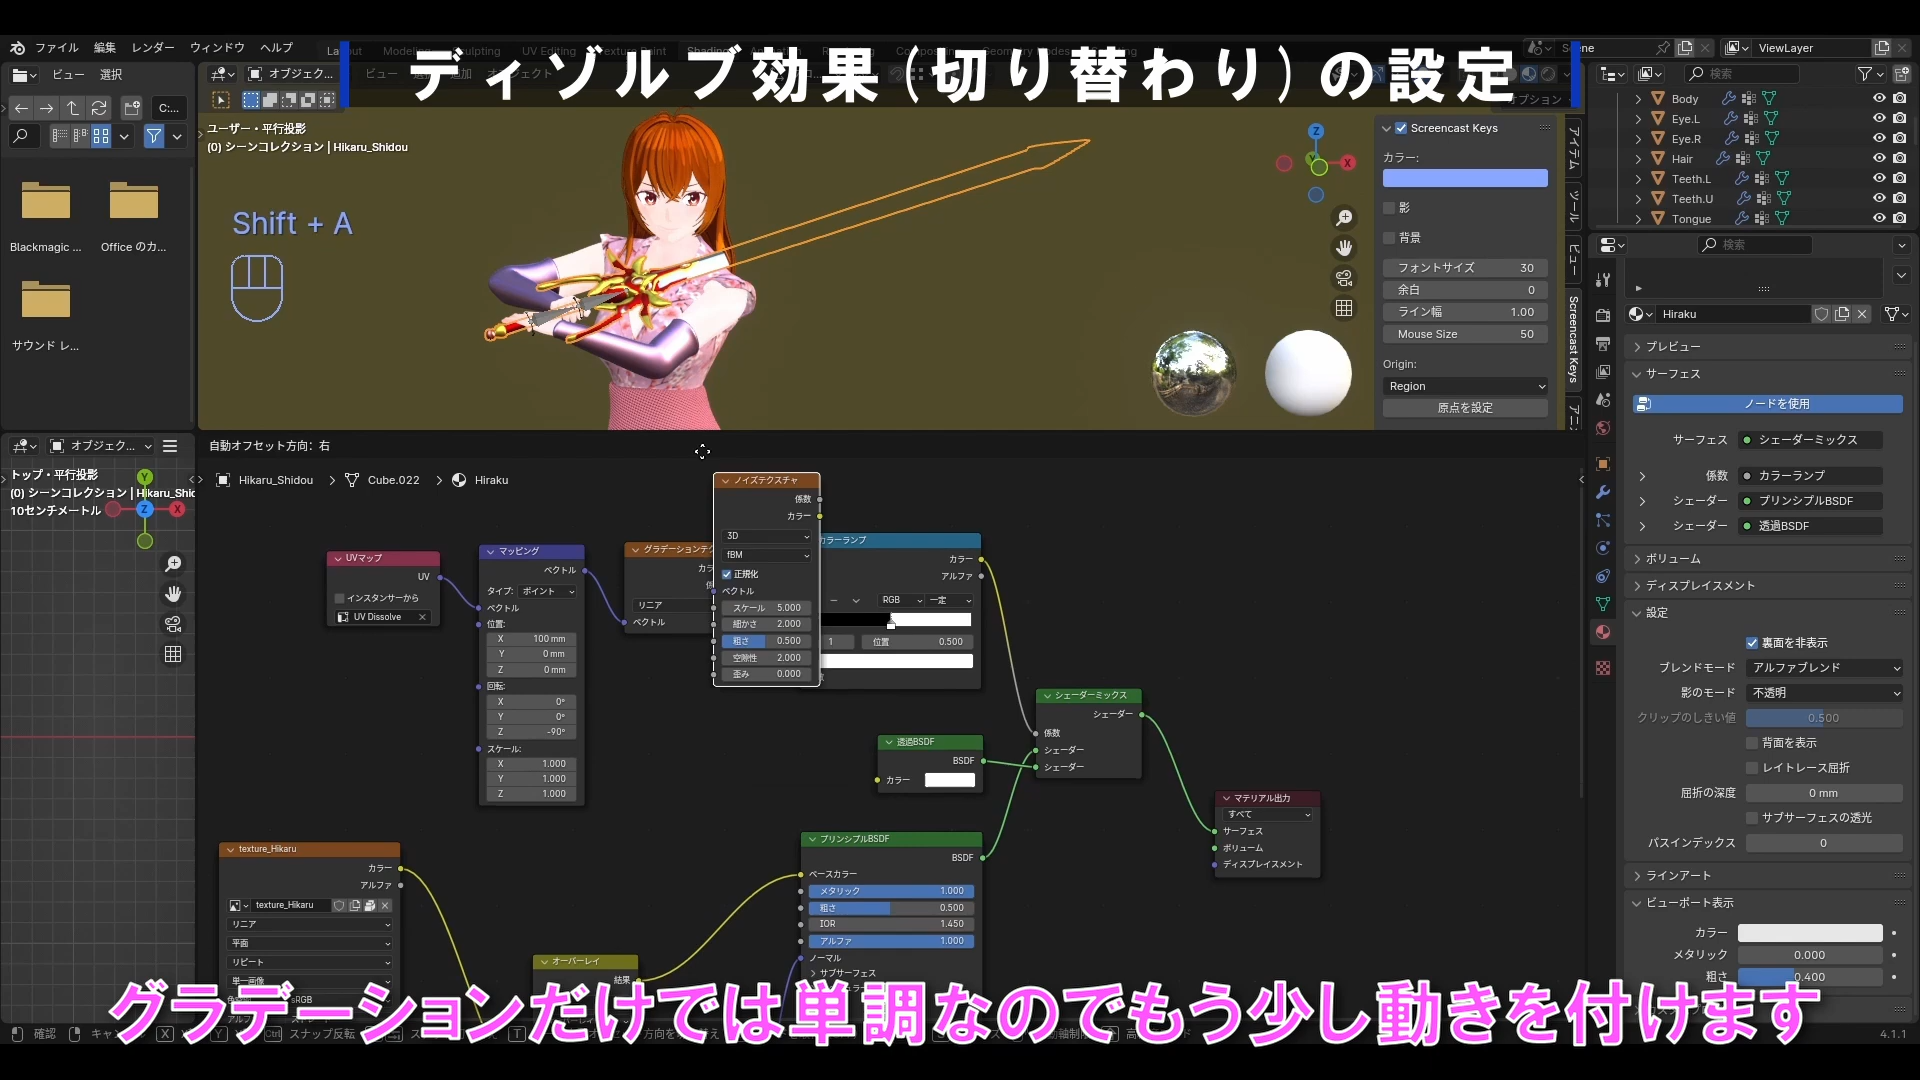 ディゾルブ効果(切り替わり)の設定
ファイル 編集 レンダー ウィンドウ ヘルプ
ViewLayer
ビュー 選択
オブジェク...
オプション
C:...
検索
ユーザー・平行投影
(0) シーンコレクション | Hikaru_Shidou
Shift + A
Blackmagic ...
Office のカ...
サウンド レ...
Screencast Keys
カラー:
影
背景
フォントサイズ 30
余白 0
ライン幅 1.00
Mouse Size 50
Origin:
Region
原点を設定
アイテム
ツール
ビュー
Screencast Keys
Body
Eye.L
Eye.R
Hair
Teeth.L
Teeth.U
Tongue
検索
Hiraku
プレビュー
サーフェス
ノードを使用
サーフェス シェーダーミックス
係数 カラーランプ
シェーダー プリンシプルBSDF
シェーダー 透過BSDF
ボリューム
ディスプレイスメント
設定
裏面を非表示
ブレンドモード アルファブレンド
影のモード 不透明
クリップのしきい値 0.500
背面を表示
レイトレース屈折
屈折の深度 0 mm
サブサーフェスの透光
パスインデックス 0
ラインアート
ビューポート表示
カラー
メタリック 0.000
粗さ 0.400
オブジェク...
トップ・平行投影
(0) シーンコレクション | Hikaru_Shid
10センチメートル
自動オフセット方向: 右
Hikaru_Shidou > Cube.022 > Hiraku
UVマップ
UV
インスタンサーから
UV Dissolve
マッピング
ベクトル
タイプ: ポイント
ベクトル
位置:
X 100 mm
Y 0 mm
Z 0 mm
回転:
X 0°
Y 0°
Z -90°
スケール:
X 1.000
Y 1.000
Z 1.000
グラデーションテク
リニア
ベクトル
ノイズテクスチャ
係数
カラー
3D
fBM
正規化
ベクトル
スケール 5.000
細かさ 2.000
粗さ 0.500
空隙性 2.000
歪み 0.000
カラーランプ
カラー
アルファ
RGB 一定
1 位置 0.500
シェーダーミックス
シェーダー
係数
シェーダー
シェーダー
透過BSDF
BSDF
カラー
マテリアル出力
すべて
サーフェス
ボリューム
ディスプレイスメント
プリンシプルBSDF
BSDF
ベースカラー
メタリック 1.000
粗さ 0.500
IOR 1.450
アルファ 1.000
ノーマル
サブサーフェス
texture_Hikaru
カラー
アルファ
texture_Hikaru
リニア
平面
リピート
単一画像
sRGB
オーバーレイ
結果
グラデーションだけでは単調なのでもう少し動きを付けます
確認
スナップ反転
4.1.1